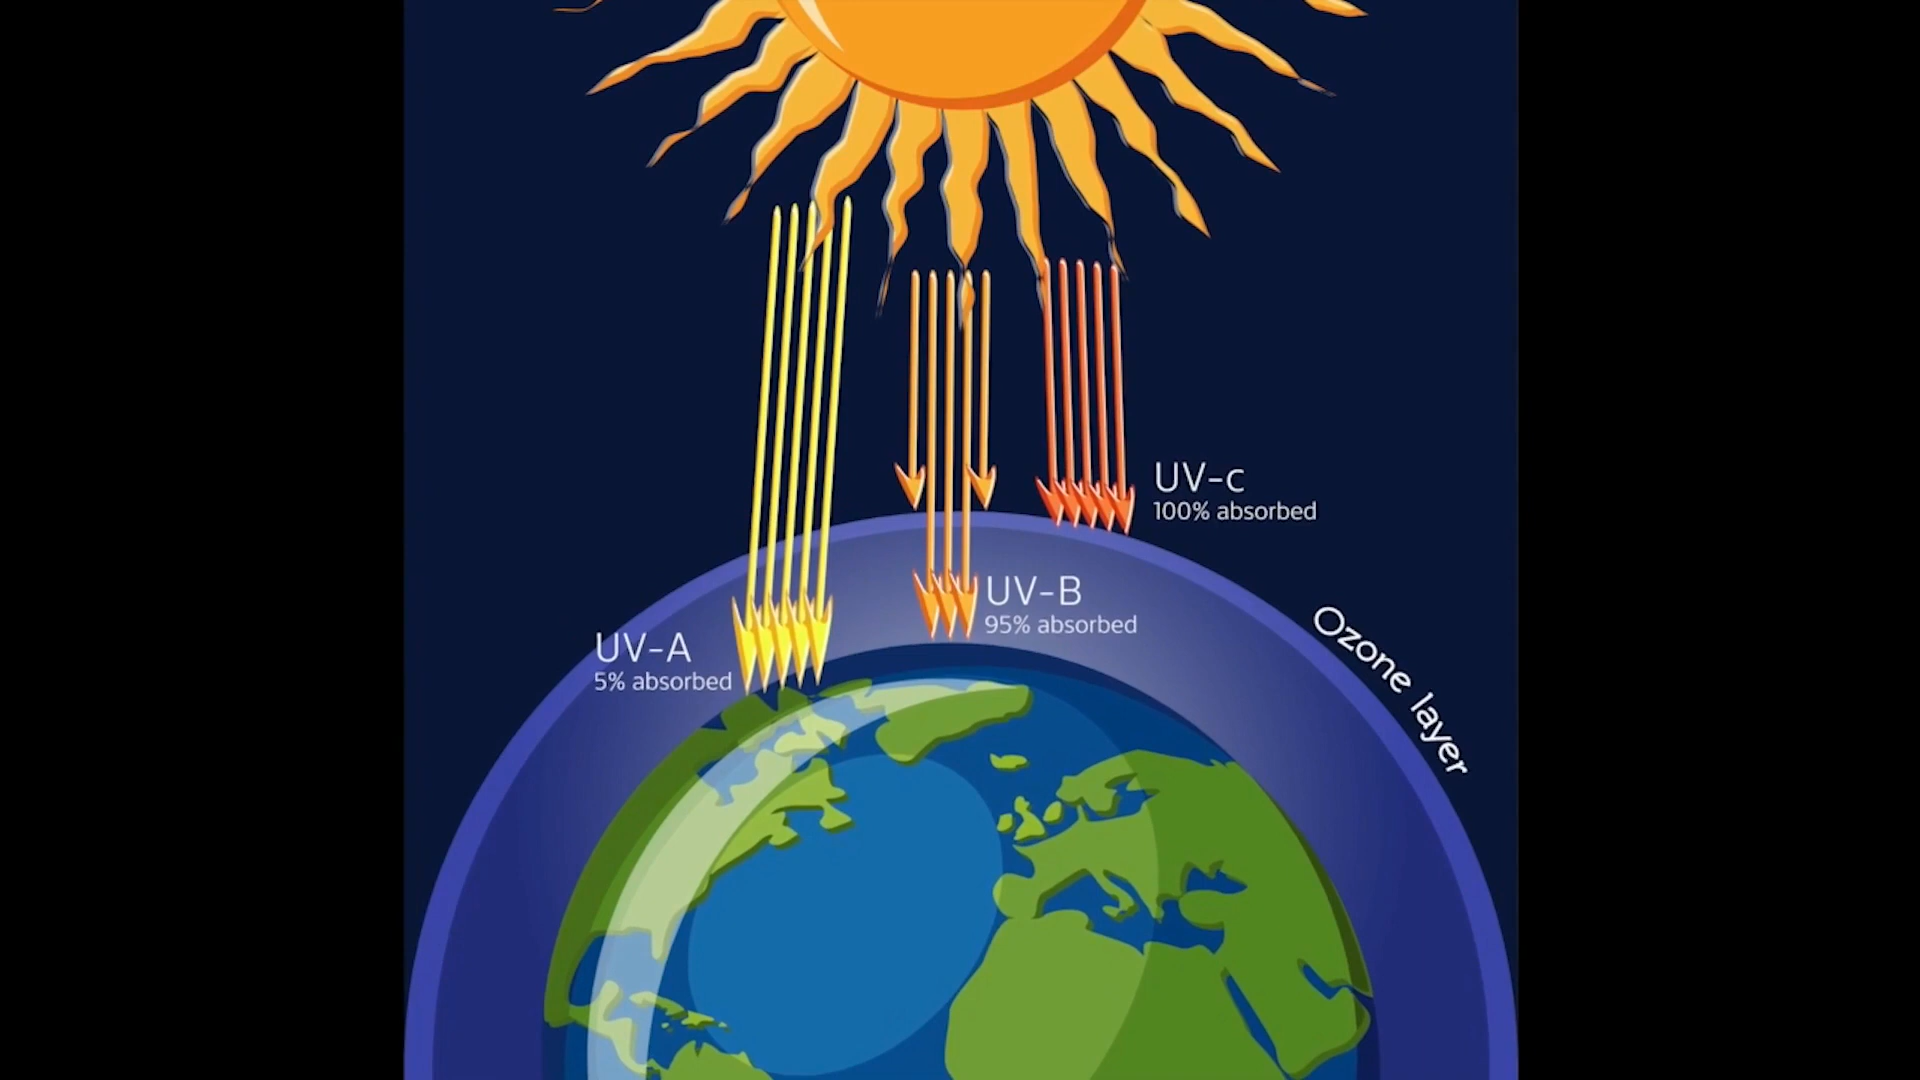 UV-c
100% absorbed
UV-B
95% absorbed
UV-A
5% absorbed
Ozone layer